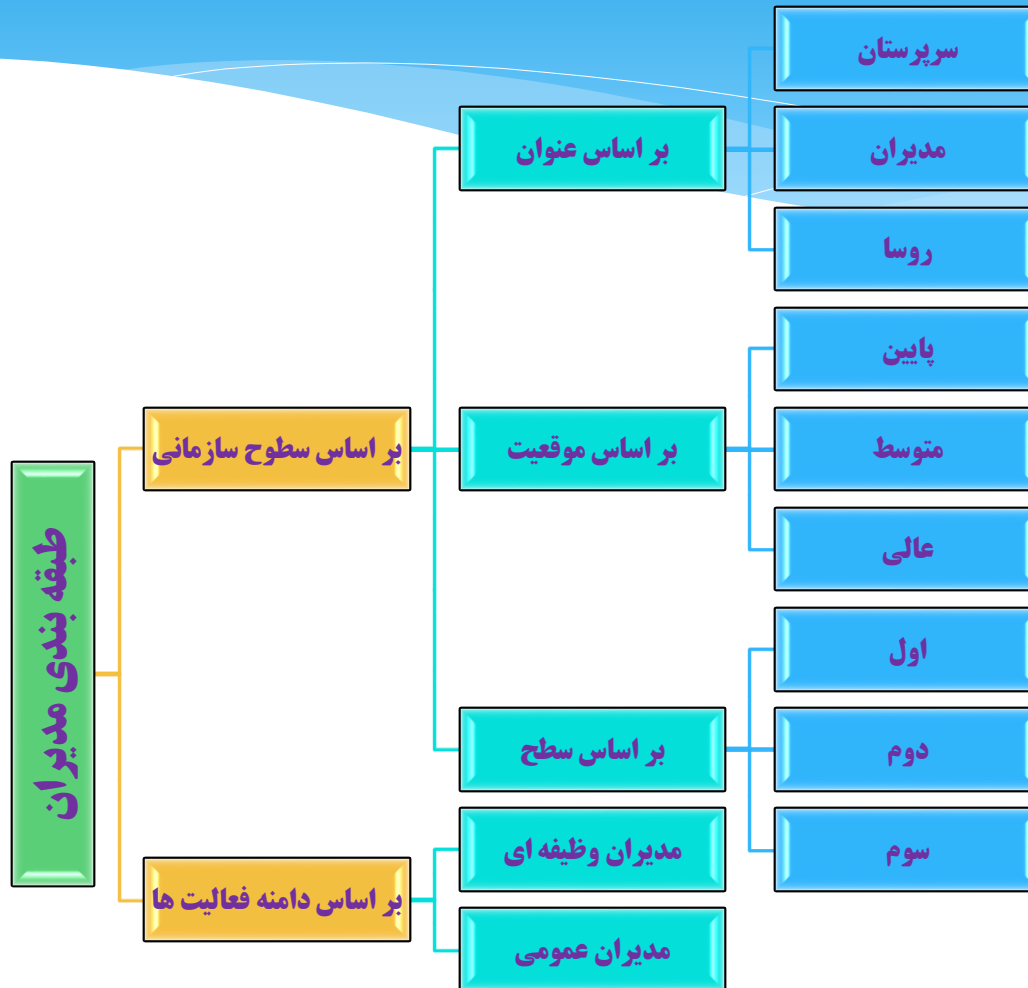 طبقه بندی مدیران
بر اساس سطوح سازمانی
بر اساس عنوان
سرپرستان
مدیران
روسا
بر اساس موقعیت
پایین
متوسط
عالی
بر اساس سطح
اول
دوم
سوم
بر اساس دامنه فعالیت ها
مدیران وظیفه ای
مدیران عمومی